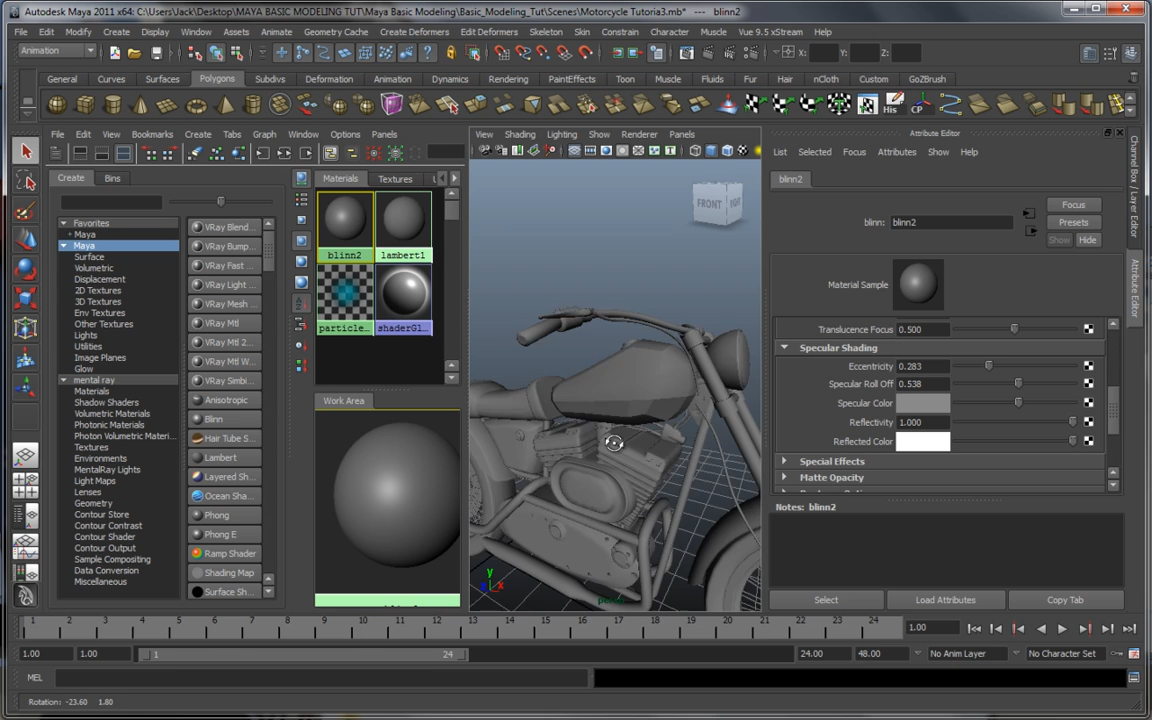 Autodesk Maya 2011 x64: C:\Users\Jack\Desktop\MAYA BASIC MODELING TUT\Maya Basic Modeling\Basic_Modeling_Tut\Scenes\Motorcycle Tutoria3.mb* --- blinn2
File Edit Modify Create Display Window Assets Animate Geometry Cache Create Deformers Edit Deformers Skeleton Skin Constrain Character Muscle Vue 9.5 xStream Help
Animation X: Y: Z:
General Curves Surfaces Polygons Subdivs Deformation Animation Dynamics Rendering PaintEffects Toon Muscle Fluids Fur Hair nCloth Custom GoZBrush
His CP
File Edit View Bookmarks Create Tabs Graph Window Options Panels
View Shading Lighting Show Renderer Panels
Attribute Editor
List Selected Focus Attributes Show Help
Create Bins
Materials Textures
blinn2
Favorites
+ Maya
Maya
Surface
Volumetric
Displacement
2D Textures
3D Textures
Env Textures
Other Textures
Lights
Utilities
Image Planes
Glow
mental ray
Materials
Shadow Shaders
Volumetric Materials
Photonic Materials
Photon Volumetric Materi...
Textures
Environments
MentalRay Lights
Light Maps
Lenses
Geometry
Contour Store
Contour Contrast
Contour Shader
Contour Output
Sample Compositing
Data Conversion
Miscellaneous
VRay Blend...
VRay Bump...
VRay Fast ...
VRay Light ...
VRay Mesh ...
VRay Mtl
VRay Mtl 2...
VRay Mtl W...
VRay Simbi...
Anisotropic
Blinn
Hair Tube S...
Lambert
Layered Sh...
Ocean Sha...
Phong
Phong E
Ramp Shader
Shading Map
Surface Sh...
blinn2 lambert1
particle... shaderGl...
Work Area
FRONT
y
x
blinn: blinn2
Focus
Presets
Show Hide
Material Sample
Translucence Focus 0.500
Specular Shading
Eccentricity 0.283
Specular Roll Off 0.538
Specular Color
Reflectivity 1.000
Reflected Color
Special Effects
Matte Opacity
Notes: blinn2
Select Load Attributes Copy Tab
Channel Box / Layer Editor
Attribute Editor
1 2 3 4 5 6 7 8 9 10 11 12 13 14 15 16 17 18 19 20 21 22 23 24 1.00
1.00 1.00 1 24 24.00 48.00 No Anim Layer No Character Set
MEL
Rotation: -23.60 1.80